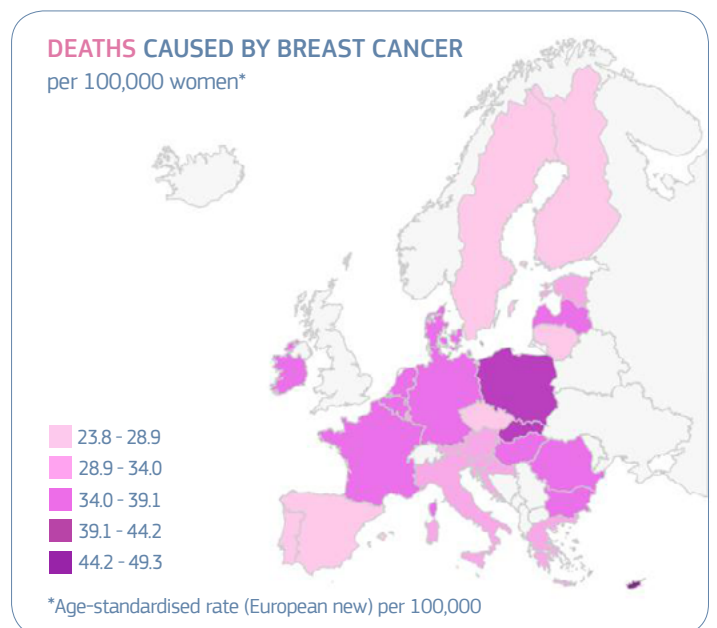 DEATHS CAUSED BY BREAST CANCER
per 100,000 women*
23.8 - 28.9
28.9 - 34.0
34.0 - 39.1
39.1 - 44.2
44.2 - 49.3
*Age-standardised rate (European new) per 100,000